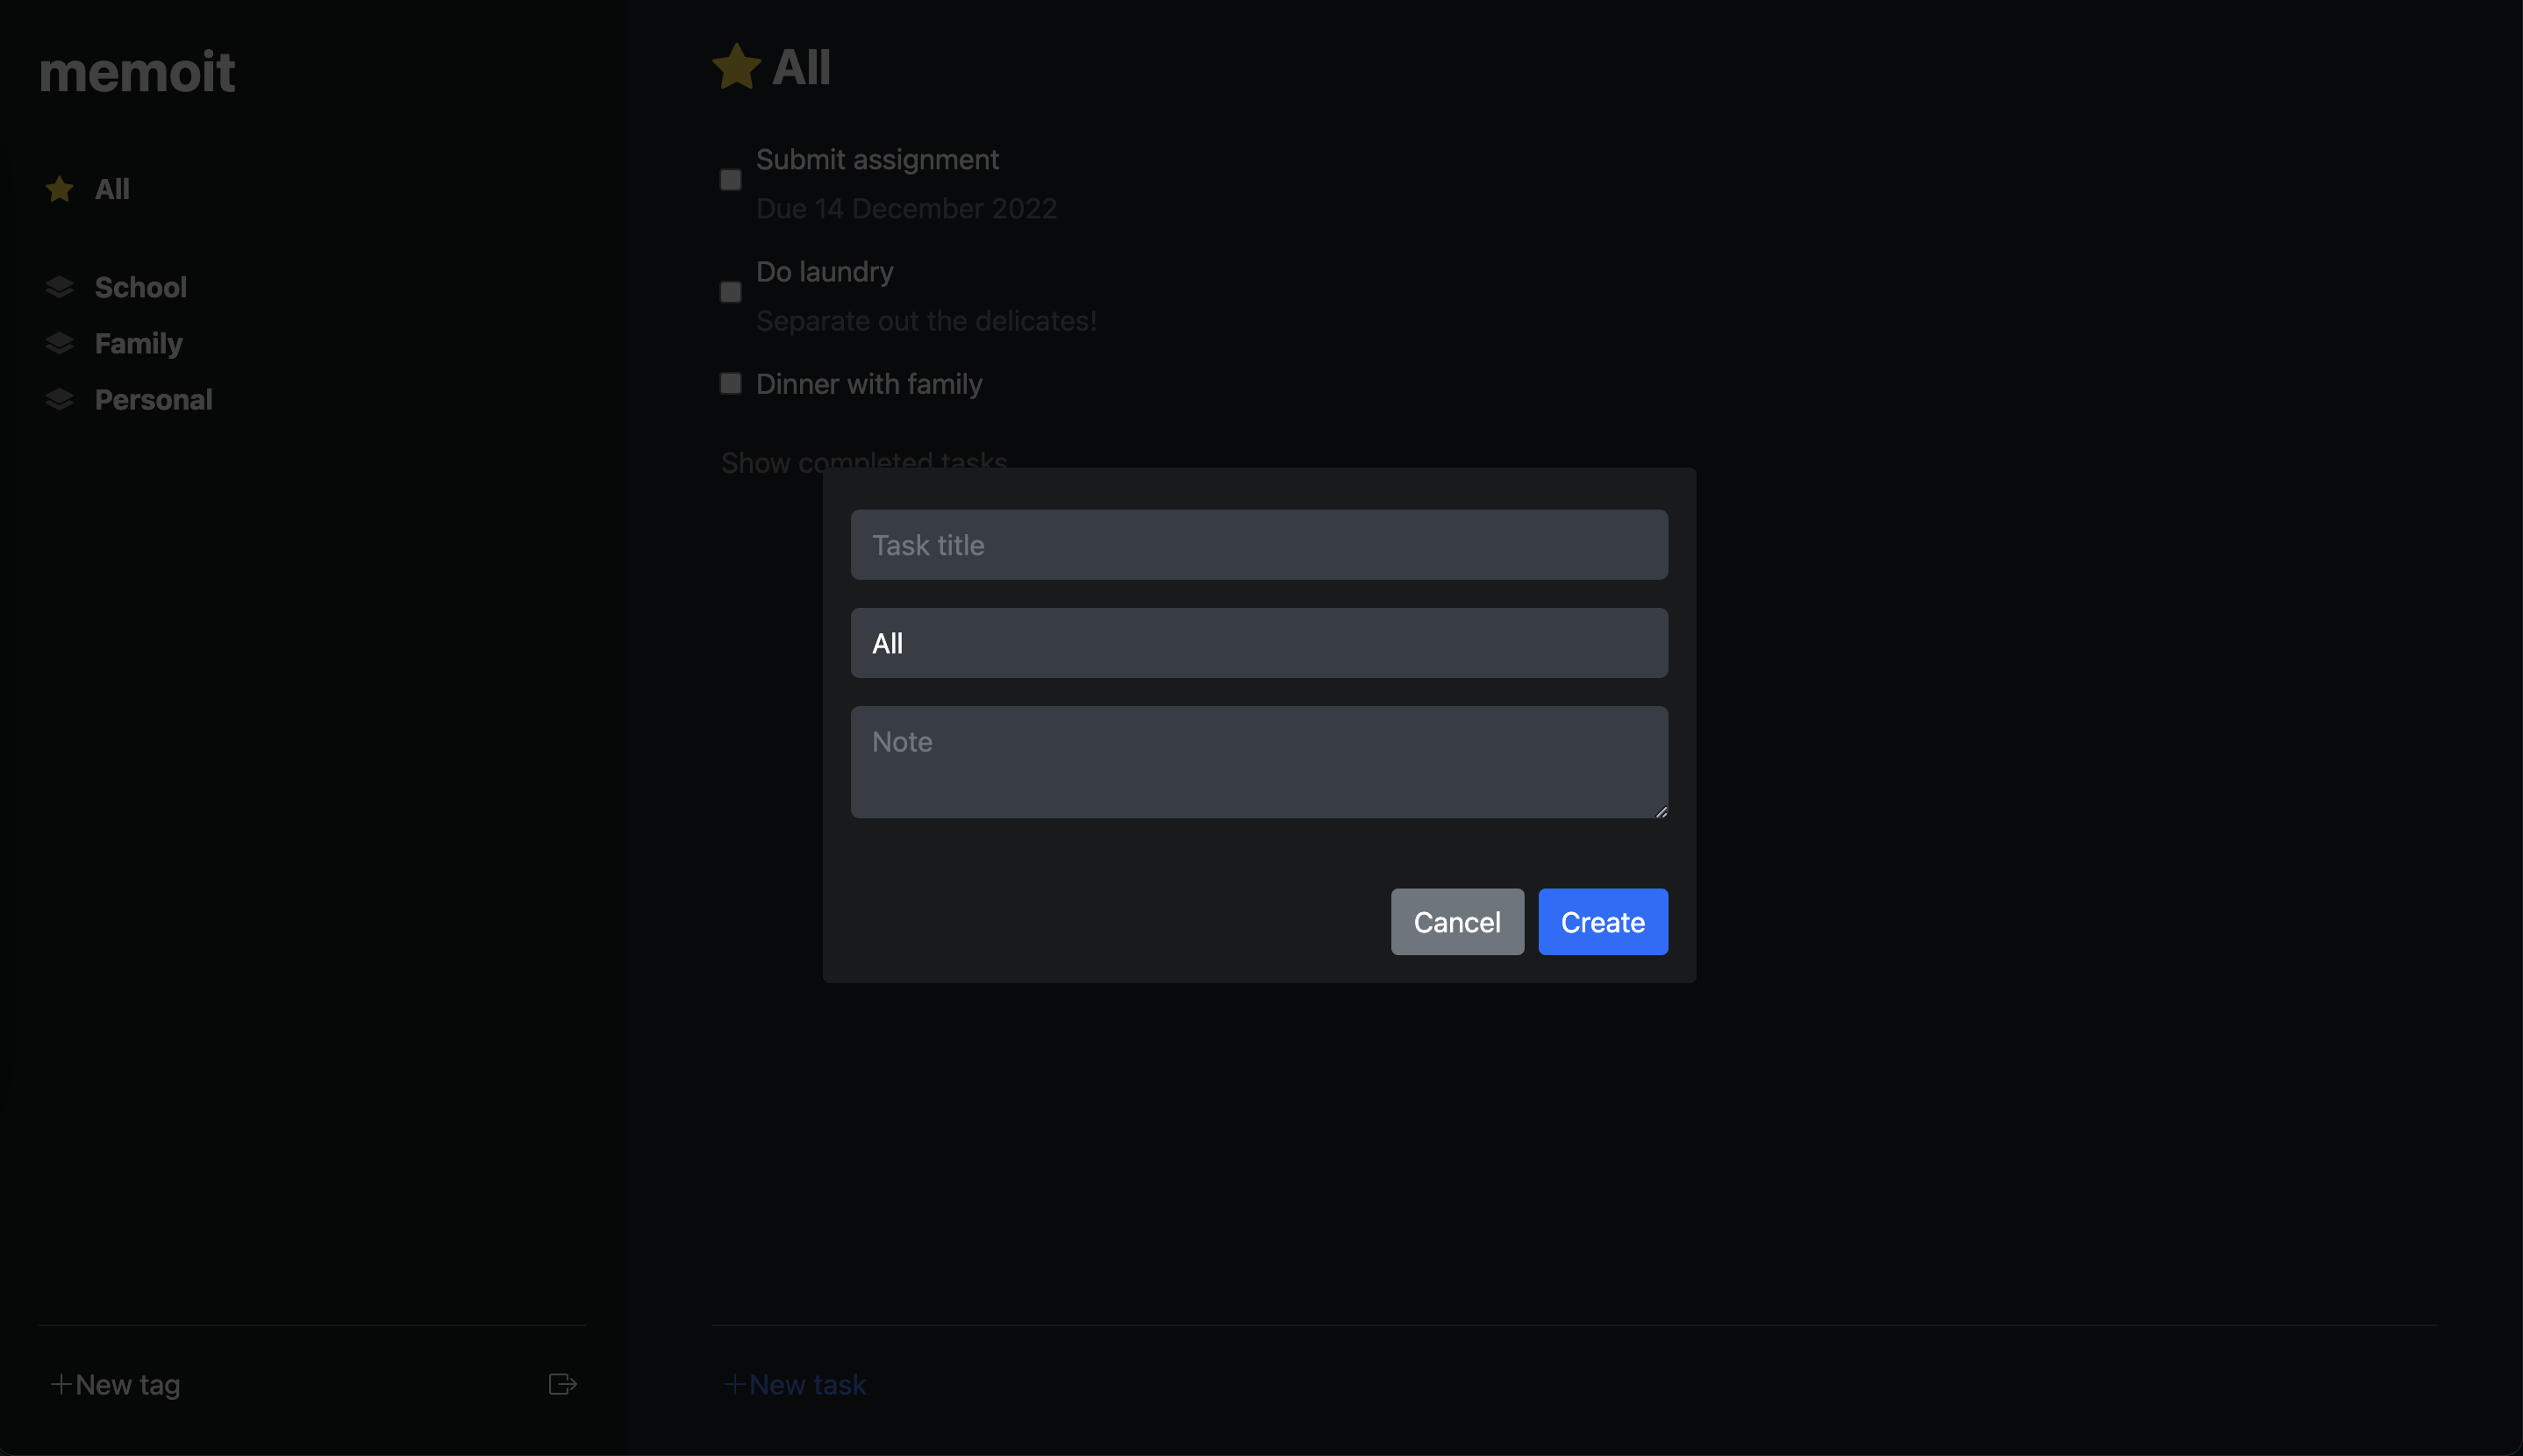 memoit
All
School
Family
Personal
New tag
All
Submit assignment
Due 14 December 2022
Do laundry
Separate out the delicates!
Dinner with family
Show completed tasks
Task title
All
Note
Cancel
Create
New task